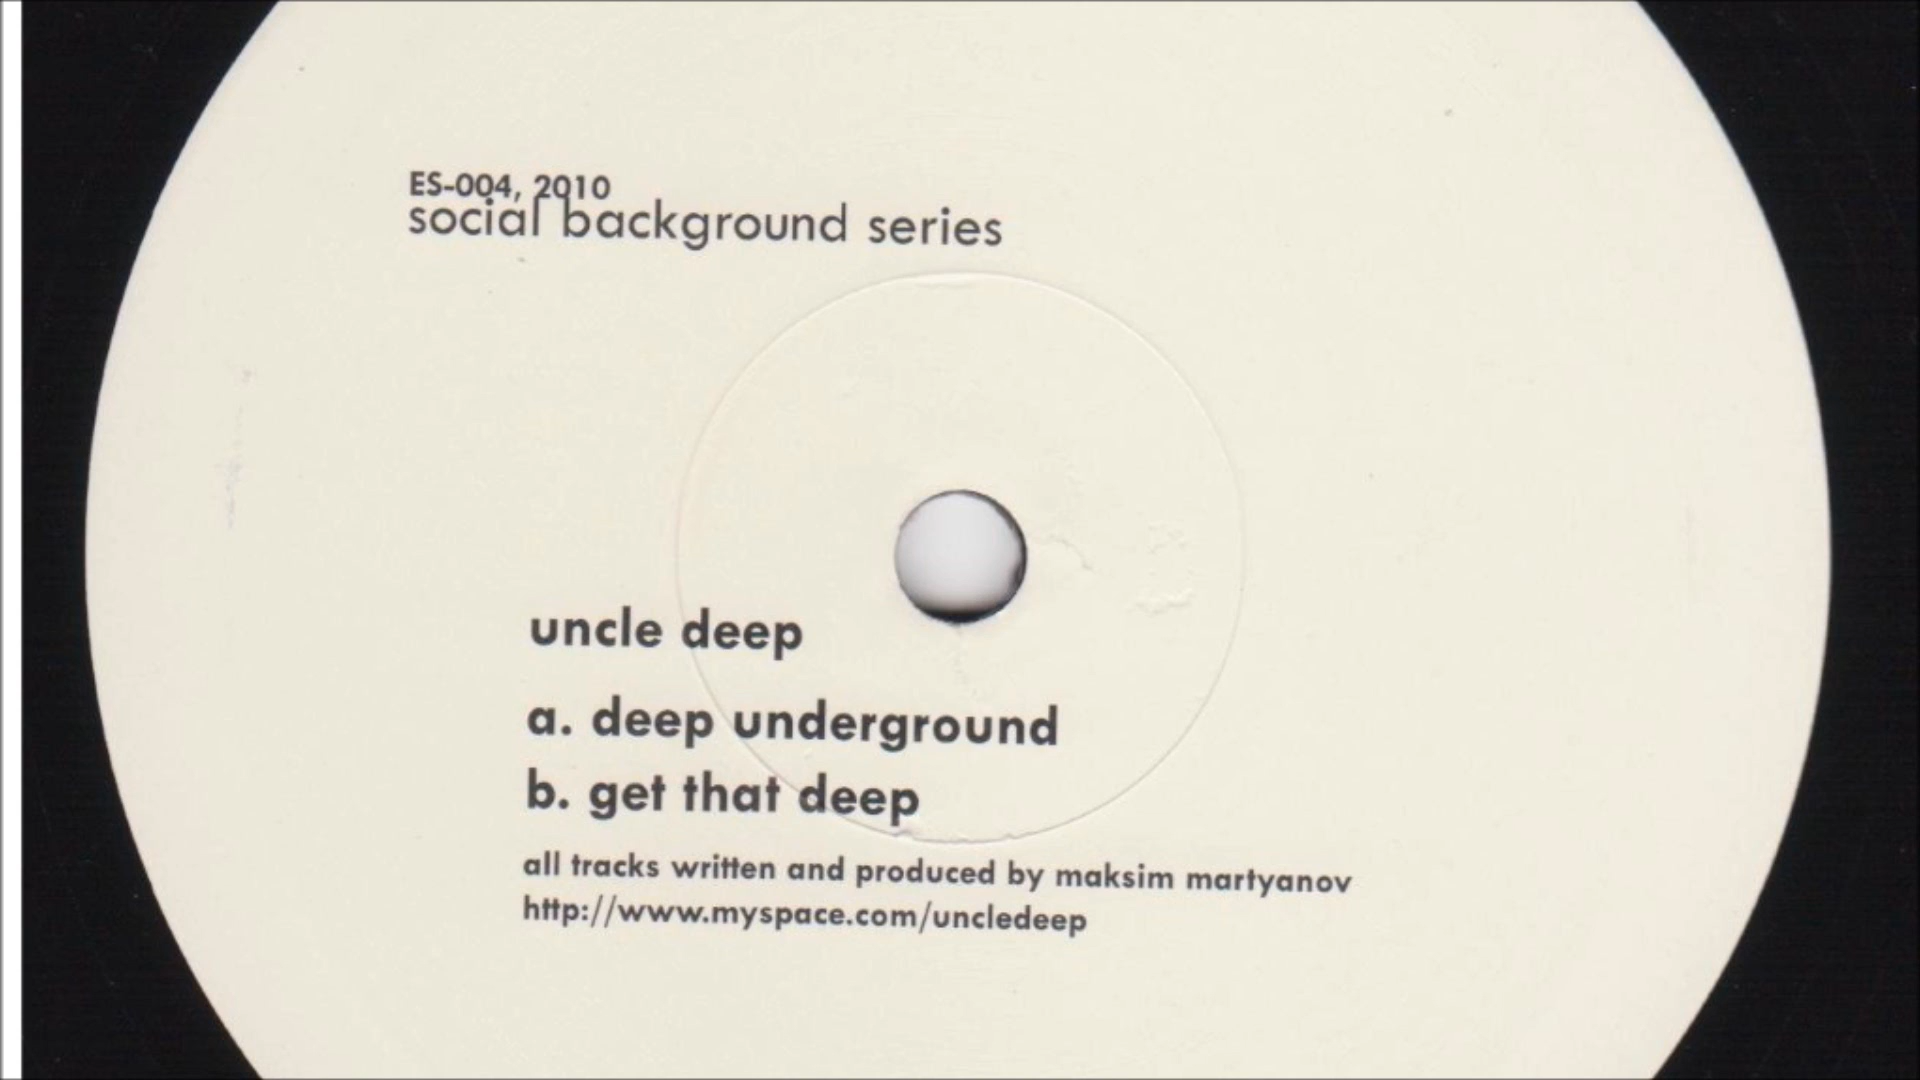 ES-004, 2010
social background series
uncle deep
a. deep underground
b. get that deep
all tracks written and produced by maksim martyanov
http://www.myspace.com/uncledeep